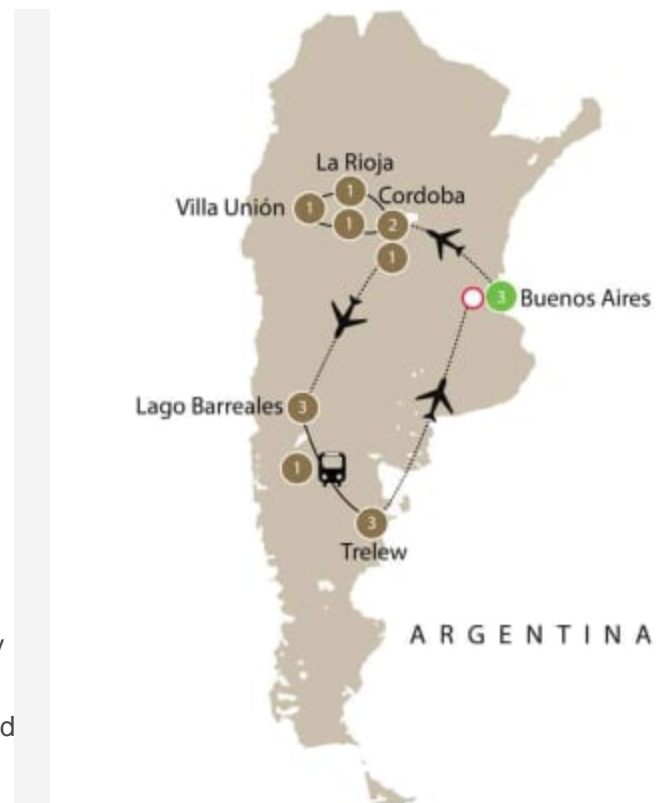 La Rioja
1
Cordoba
Villa Unión
1
1
2
1
3
Buenos Aires
Lago Barreales
3
1
3
Trelew
ARGENTINA
y
d